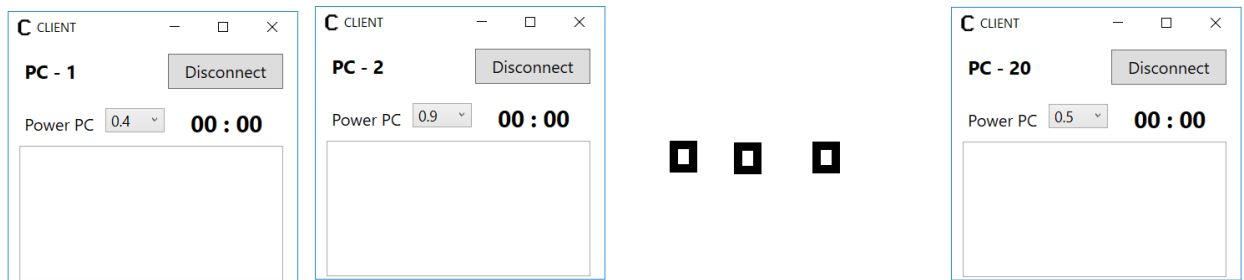 C CLIENT
PC - 1 Disconnect
Power PC 0.4 00 : 00
C CLIENT
PC - 2 Disconnect
Power PC 0.9 00 : 00
C CLIENT
PC - 20 Disconnect
Power PC 0.5 00 : 00